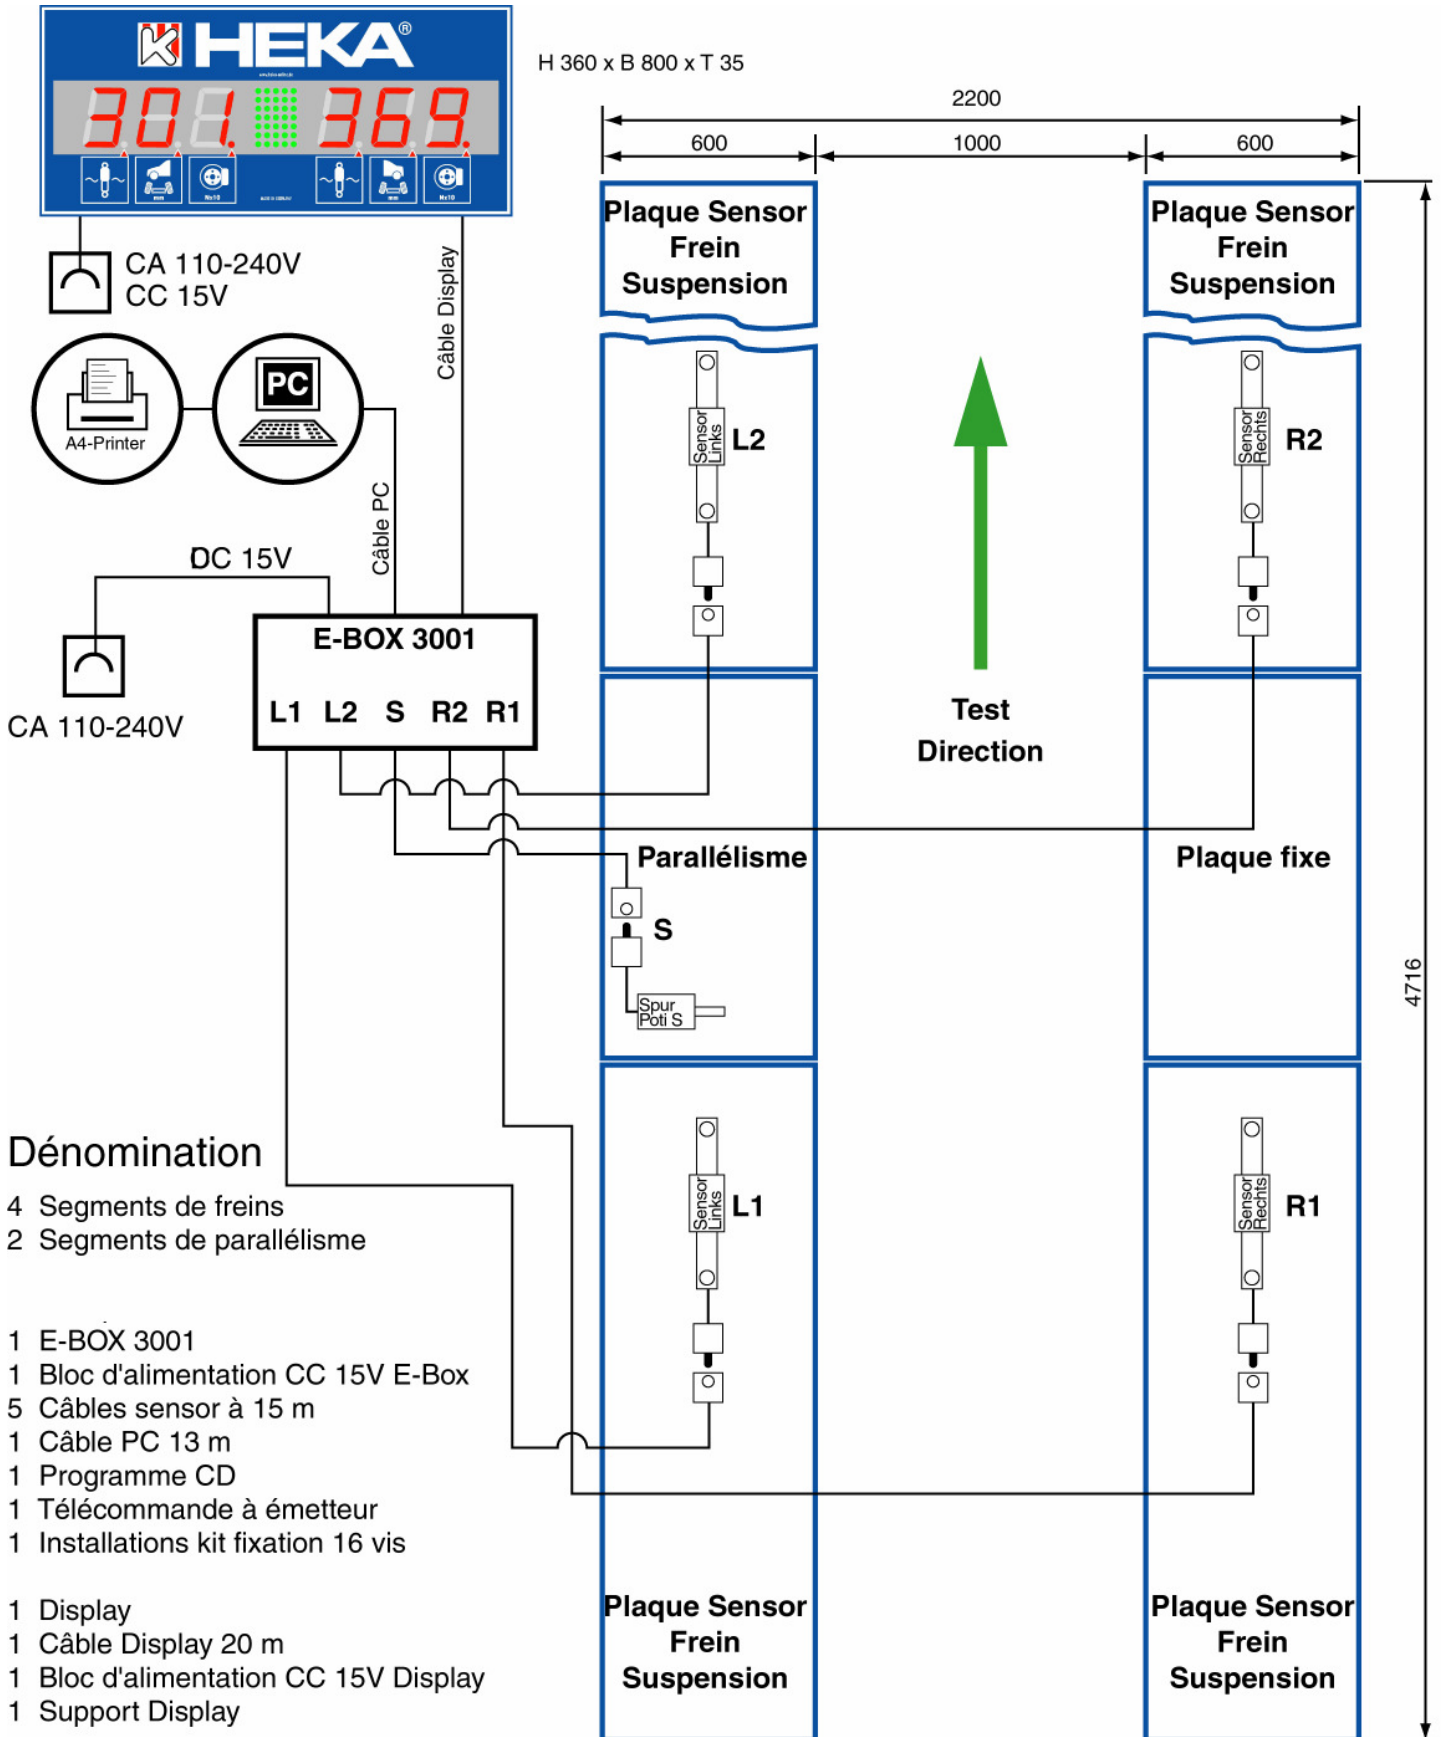 HEKA®
H 360 x B 800 x T 35
301. 369.
mm
Nx10
mm
Nx10
CA 110-240V
CC 15V
Câble Display
A4-Printer
PC
Câble PC
DC 15V
CA 110-240V
E-BOX 3001
L1 L2 S R2 R1
2200
600 1000 600
Plaque Sensor
Frein
Suspension
Plaque Sensor
Frein
Suspension
Sensor
Links
L2
Sensor
Rechts
R2
Test
Direction
Parallélisme
Plaque fixe
S
Spur
Poti S
4716
Sensor
Links
L1
Sensor
Rechts
R1
Plaque Sensor
Frein
Suspension
Plaque Sensor
Frein
Suspension
Dénomination
4 Segments de freins
2 Segments de parallélisme
1 E-BOX 3001
1 Bloc d'alimentation CC 15V E-Box
5 Câbles sensor à 15 m
1 Câble PC 13 m
1 Programme CD
1 Télécommande à émetteur
1 Installations kit fixation 16 vis
1 Display
1 Câble Display 20 m
1 Bloc d'alimentation CC 15V Display
1 Support Display